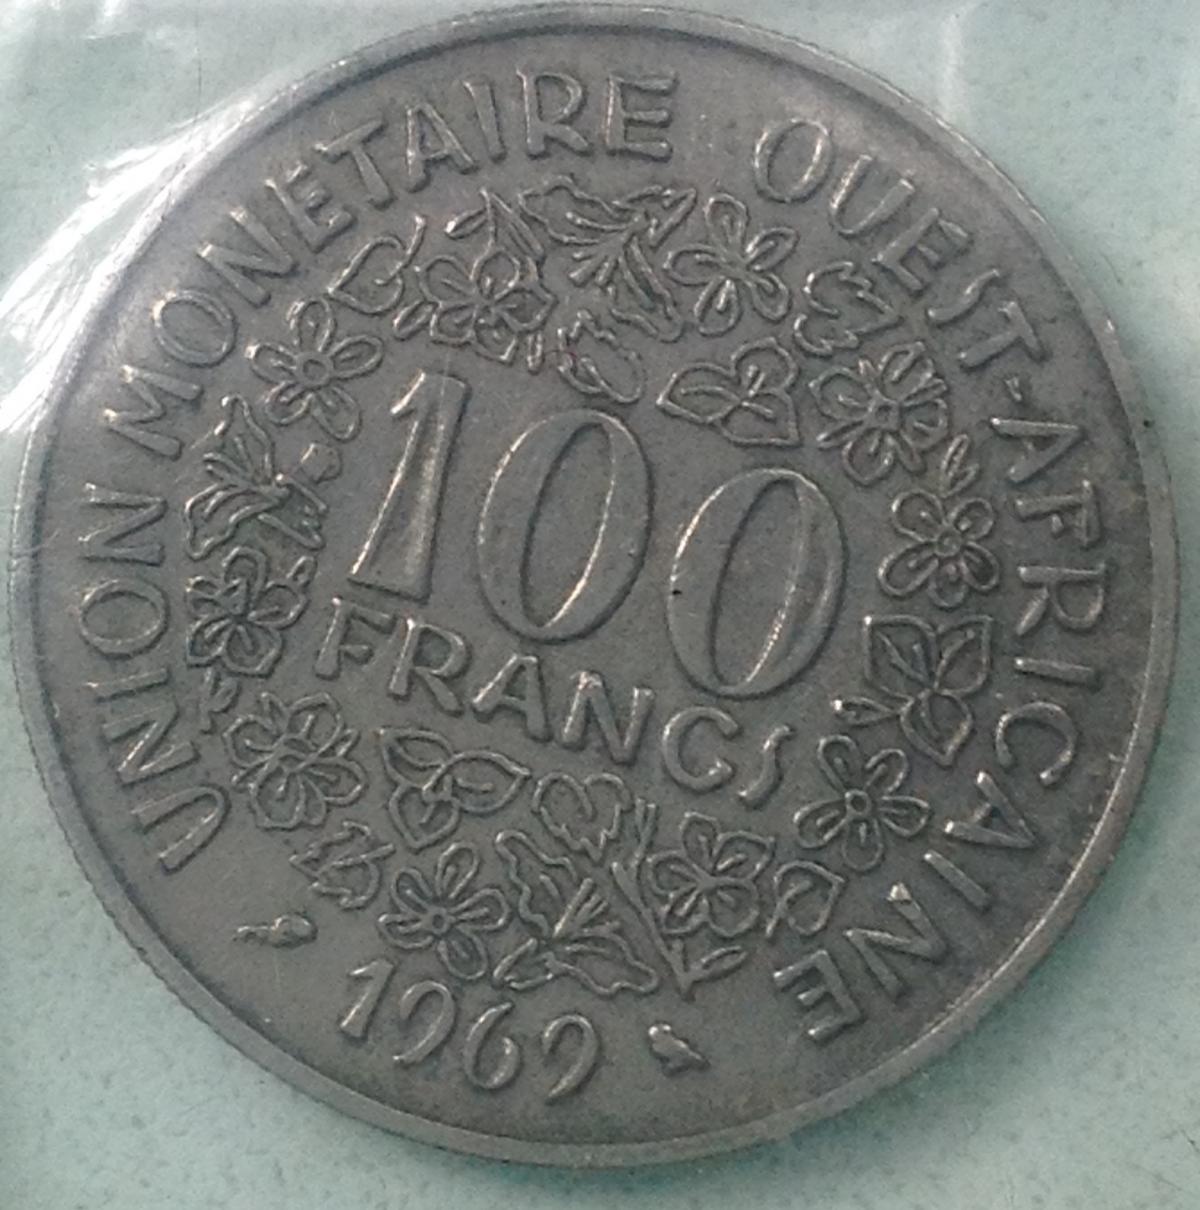 UNION MONETAIRE OUEST-AFRICAINE
100
FRANCS
1969